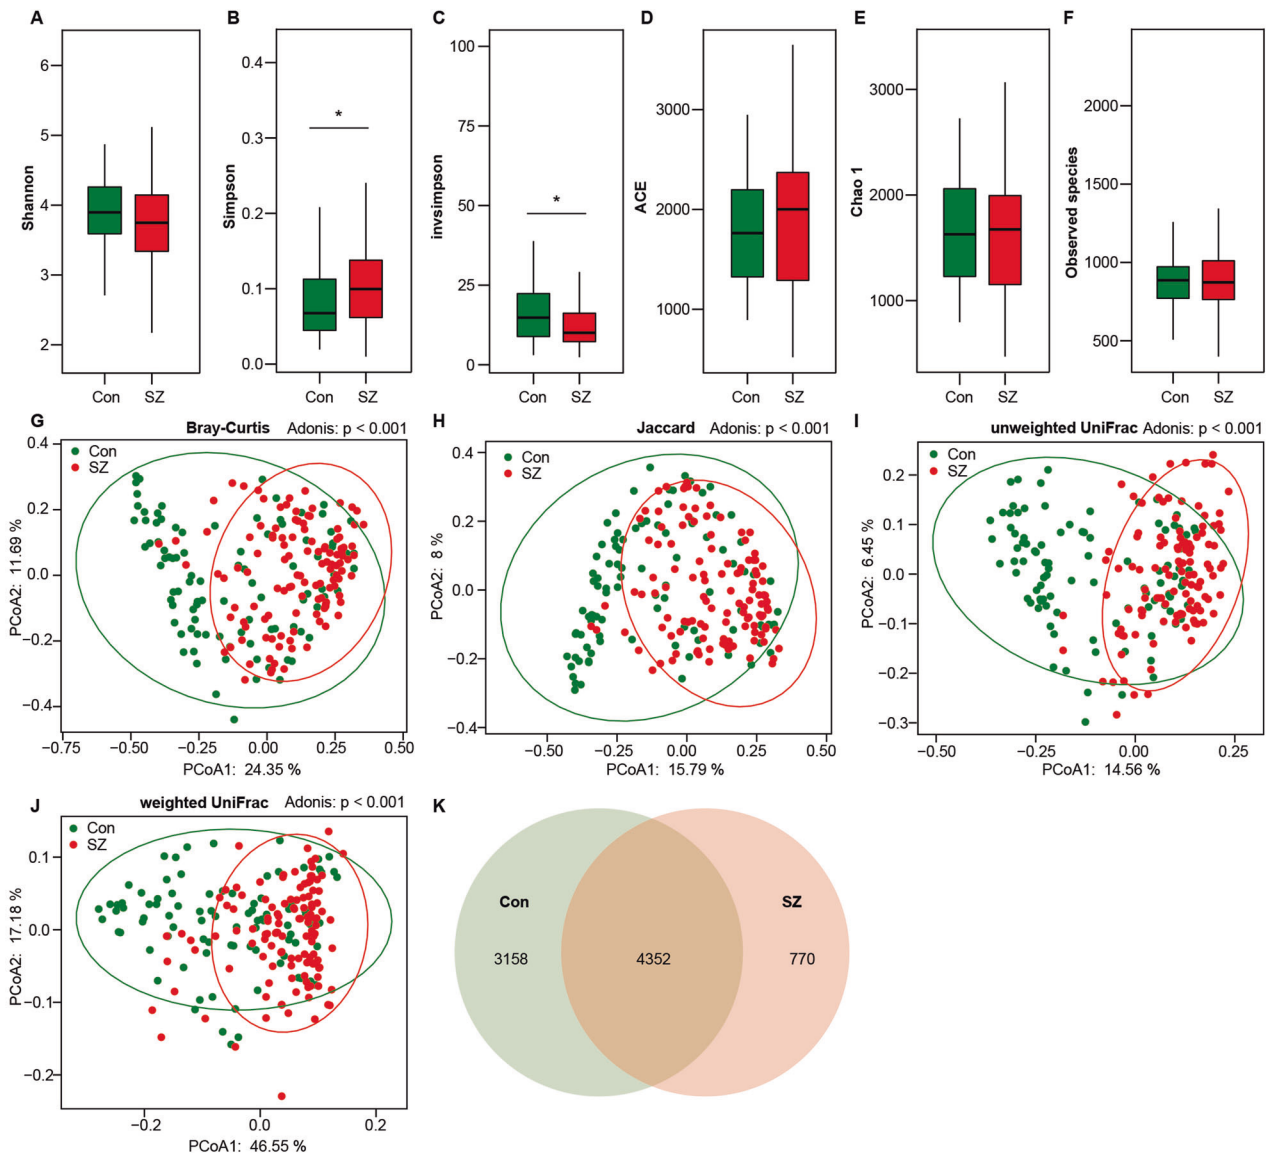 A
B
C
D
E
F
Shannon
6
5
4
3
2
Con SZ
Simpson
0.4
0.3
0.2
0.1
0.0
*
Con SZ
invsimpson
100
75
50
25
0
*
Con SZ
ACE
3000
2000
1000
Con SZ
Chao 1
3000
2000
1000
Con SZ
Observed species
2000
1500
1000
500
Con SZ
G
Bray-Curtis Adonis: p < 0.001
Con
SZ
PCoA2: 11.69 %
0.4
0.2
0.0
−0.2
−0.4
−0.75 −0.50 −0.25 0.00 0.25 0.50
PCoA1: 24.35 %
H
Jaccard Adonis: p < 0.001
Con
SZ
PCoA2: 8 %
0.4
0.2
0.0
−0.2
−0.4
−0.50 −0.25 0.00 0.25 0.50
PCoA1: 15.79 %
I
unweighted UniFrac Adonis: p < 0.001
Con
SZ
PCoA2: 6.45 %
0.2
0.1
0.0
−0.1
−0.2
−0.3
−0.50 −0.25 0.00 0.25
PCoA1: 14.56 %
J
weighted UniFrac Adonis: p < 0.001
Con
SZ
PCoA2: 17.18 %
0.1
0.0
−0.1
−0.2
−0.2 0.0 0.2
PCoA1: 46.55 %
K
Con SZ
3158 4352 770